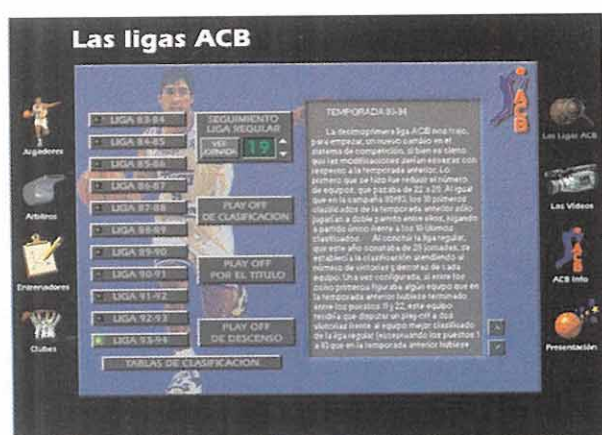 Las ligas ACB
Jugadores
Arbitros
Entrenadores
Clubes
LIGA 83-84
LIGA 84-85
LIGA 85-86
LIGA 86-87
LIGA 87-88
LIGA 88-89
LIGA 89-90
LIGA 90-91
LIGA 91-92
LIGA 92-93
LIGA 93-94
SEGUIMIENTO
LIGA REGULAR
VER
JORNADA
19
PLAY OFF
DE CLASIFICACION
PLAY OFF
POR EL TITULO
PLAY OFF
DE DESCENSO
TABLAS DE CLASIFICACION
TEMPORADA 93-94
La decimoprimera liga ACB nos trajo,
para empezar, un nuevo cambio en el
sistema de competición, si bien es cierto
que las modificaciones serían escasas con
respecto a la temporada anterior. Lo
primero que se hizo fue reducir el número
de equipos, que pasaba de 22 a 20. Al igual
que en la campaña 92/93, los 10 primeros
clasificados de la temporada anterior sólo
jugarían a doble partido entre ellos, jugando
a partido único frente a los 10 últimos
clasificados. Al concluir la liga regular,
que este año constaba de 28 jornadas, se
establecía la clasificación atendiendo al
número de victorias y derrotas de cada
equipo. Una vez configurada, si entre los
ocho primeros figuraba algún equipo que en
la temporada anterior hubiese terminado
entre los puestos 11 y 22, este equipo
tendría que disputar un play-off a dos
victorias frente al equipo mejor clasificado
de la liga regular (exceptuando los puestos 1
a 8) que en la temporada anterior hubiese
ACB
Las Ligas ACB
Los Vídeos
ACB
ACB Info
Presentación